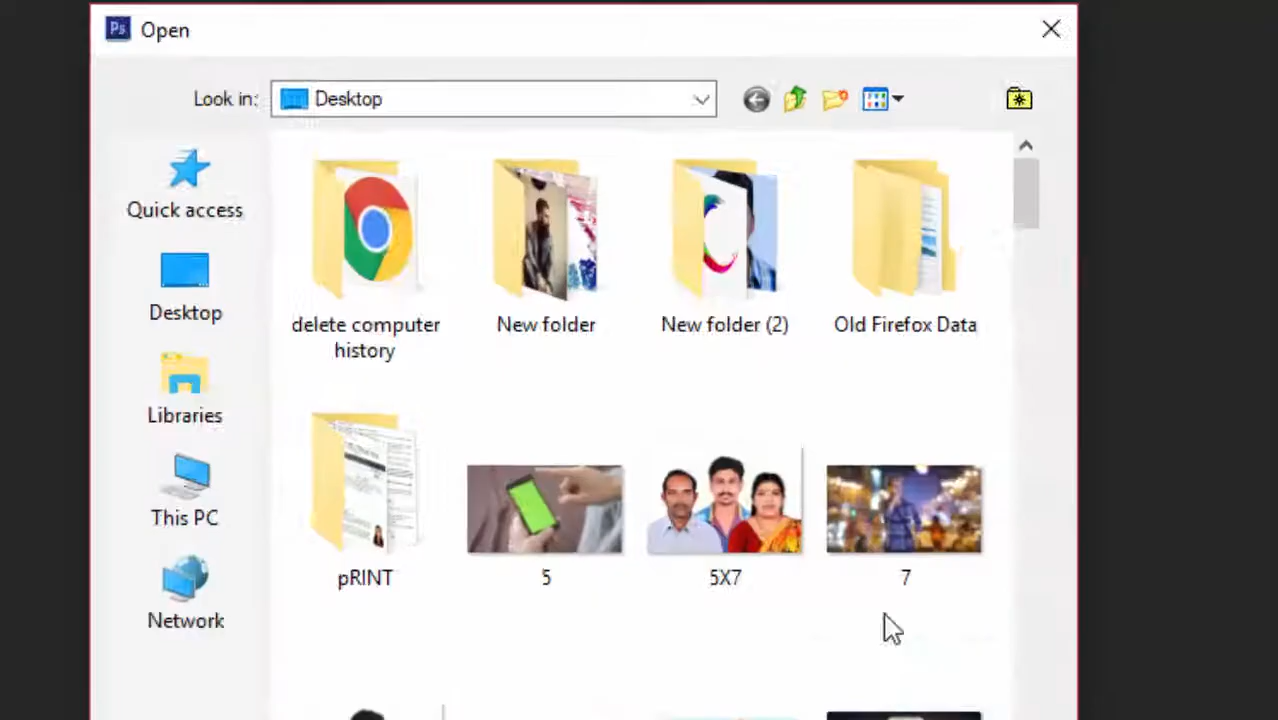 Ps Open
Look in: Desktop
Quick access
Desktop
Libraries
This PC
Network
delete computer
history
New folder
New folder (2)
Old Firefox Data
pRINT
5
5X7
7